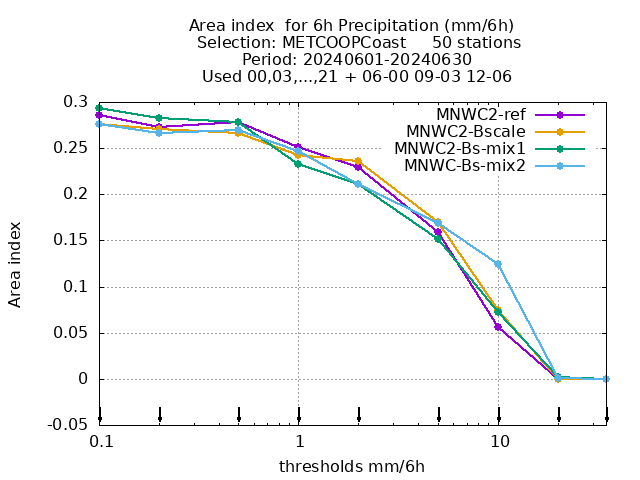 Area index  for 6h Precipitation (mm/6h)
Selection: METCOOPCoast     50 stations
Period: 20240601-20240630
Used 00,03,...,21 + 06-00 09-03 12-06
MNWC2-ref
MNWC2-Bscale
MNWC2-Bs-mix1
MNWC-Bs-mix2
0.3
0.25
0.2
0.15
0.1
0.05
0
-0.05
Area index
0.1 1 10
thresholds mm/6h